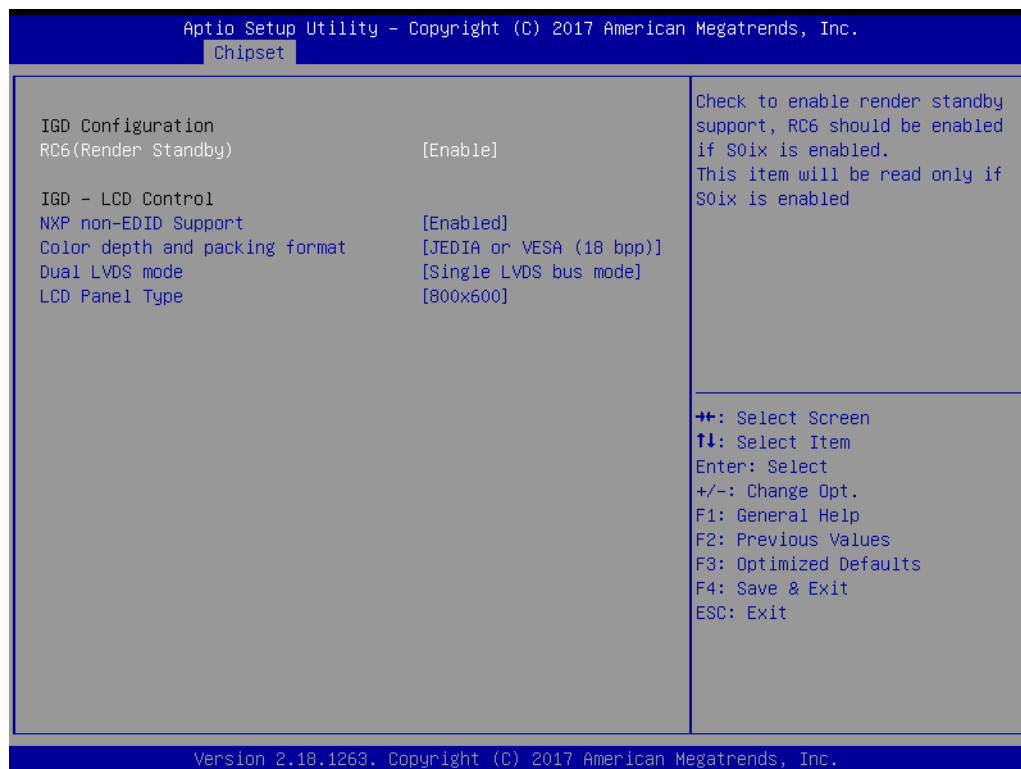 Aptio Setup Utility – Copyright (C) 2017 American Megatrends, Inc.
Chipset
IGD Configuration
RC6(Render Standby) [Enable]
IGD – LCD Control
NXP non-EDID Support [Enabled]
Color depth and packing format [JEDIA or VESA (18 bpp)]
Dual LVDS mode [Single LVDS bus mode]
LCD Panel Type [800x600]
Check to enable render standby
support, RC6 should be enabled
if S0ix is enabled.
This item will be read only if
S0ix is enabled
→←: Select Screen
↑↓: Select Item
Enter: Select
+/-: Change Opt.
F1: General Help
F2: Previous Values
F3: Optimized Defaults
F4: Save & Exit
ESC: Exit
Version 2.18.1263. Copyright (C) 2017 American Megatrends, Inc.